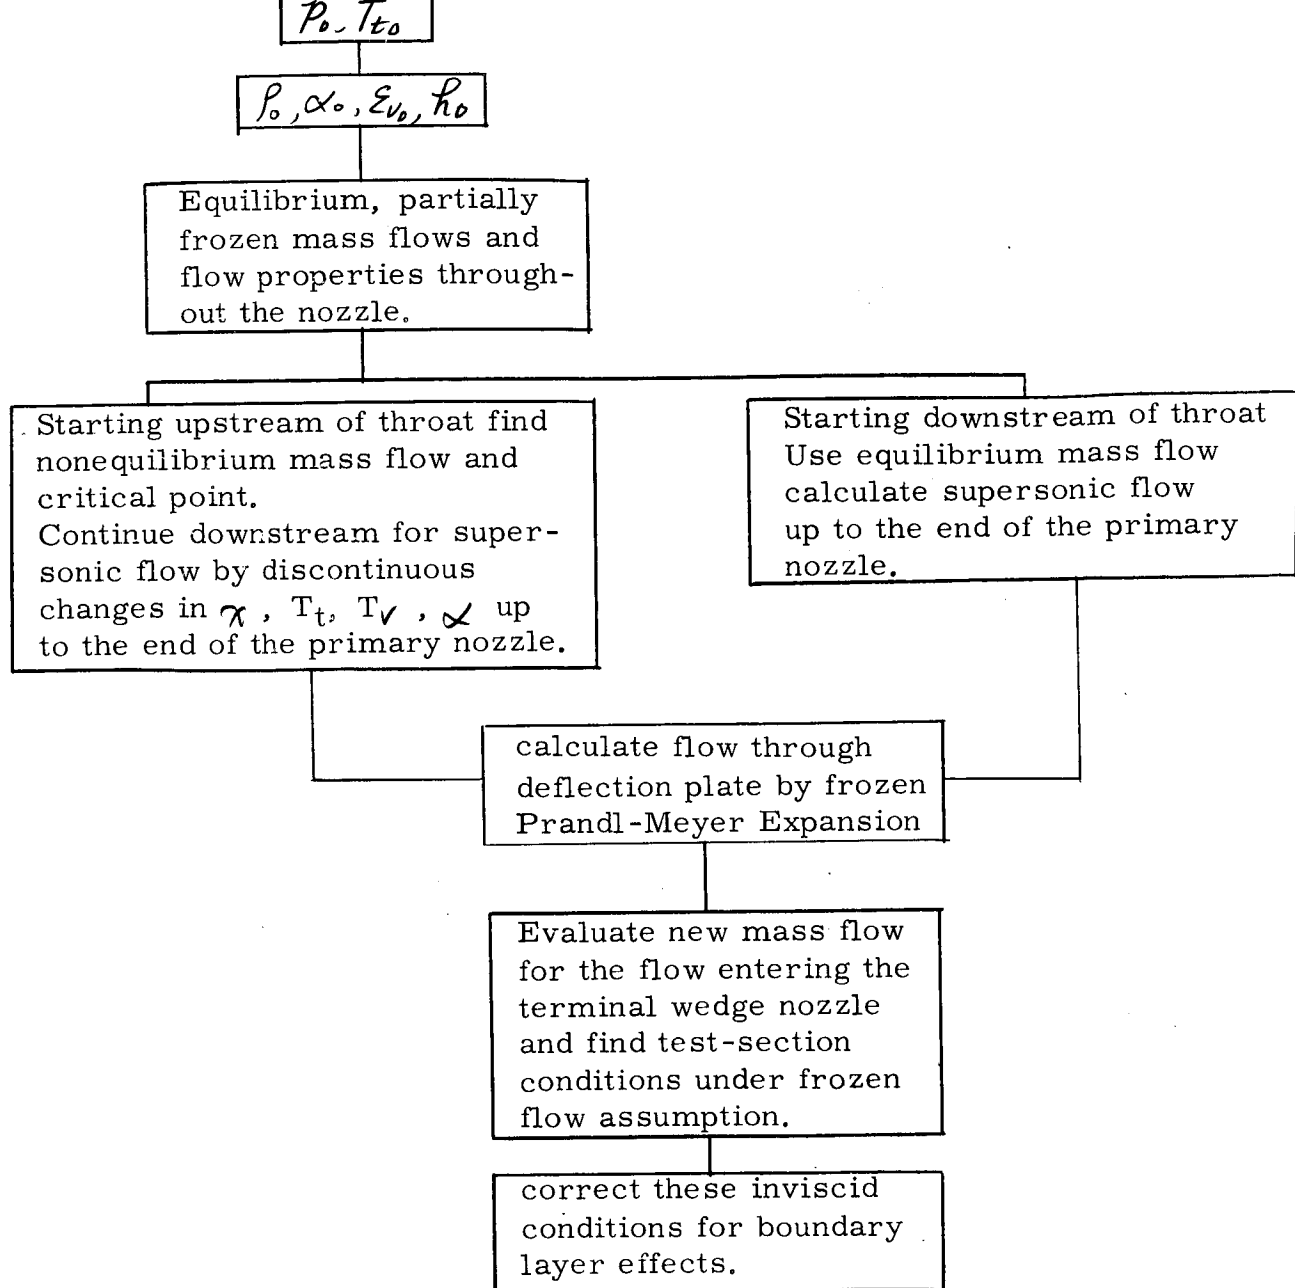 P₀, Tt₀
ρ₀, α₀, εv₀, h₀
Equilibrium, partially
frozen mass flows and
flow properties through-
out the nozzle.
Starting upstream of throat find
nonequilibrium mass flow and
critical point.
Continue downstream for super-
sonic flow by discontinuous
changes in χ, Tt, Tv, α up
to the end of the primary nozzle.
Starting downstream of throat
Use equilibrium mass flow
calculate supersonic flow
up to the end of the primary
nozzle.
calculate flow through
deflection plate by frozen
Prandl-Meyer Expansion
Evaluate new mass flow
for the flow entering the
terminal wedge nozzle
and find test-section
conditions under frozen
flow assumption.
correct these inviscid
conditions for boundary
layer effects.